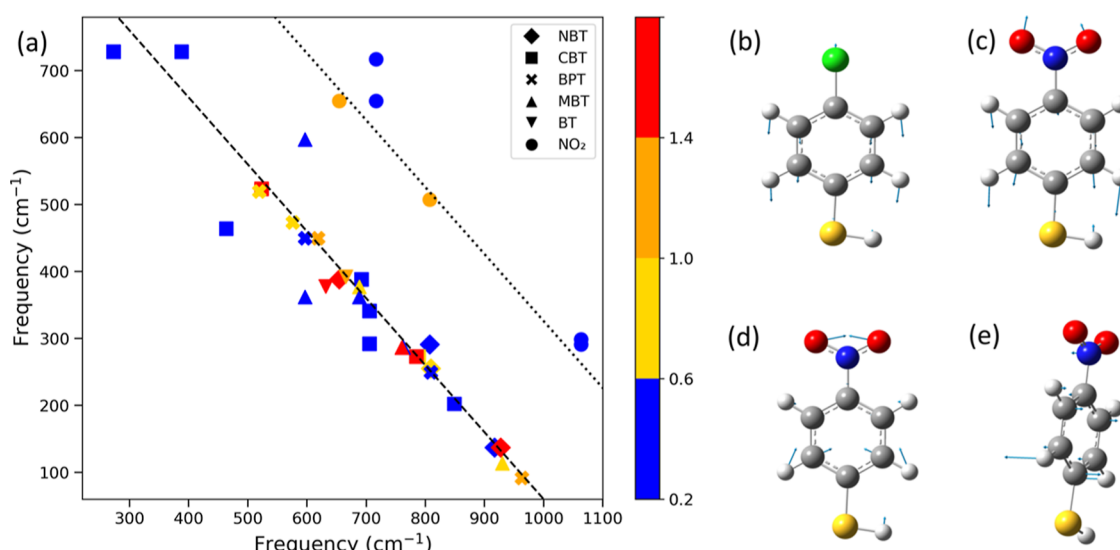 (a)
NBT
CBT
BPT
MBT
BT
NO₂
Frequency (cm⁻¹)
700
600
500
400
300
200
100
300 400 500 600 700 800 900 1000 1100
Frequency (cm⁻¹)
1.4
1.0
0.6
0.2
(b)
(c)
(d)
(e)